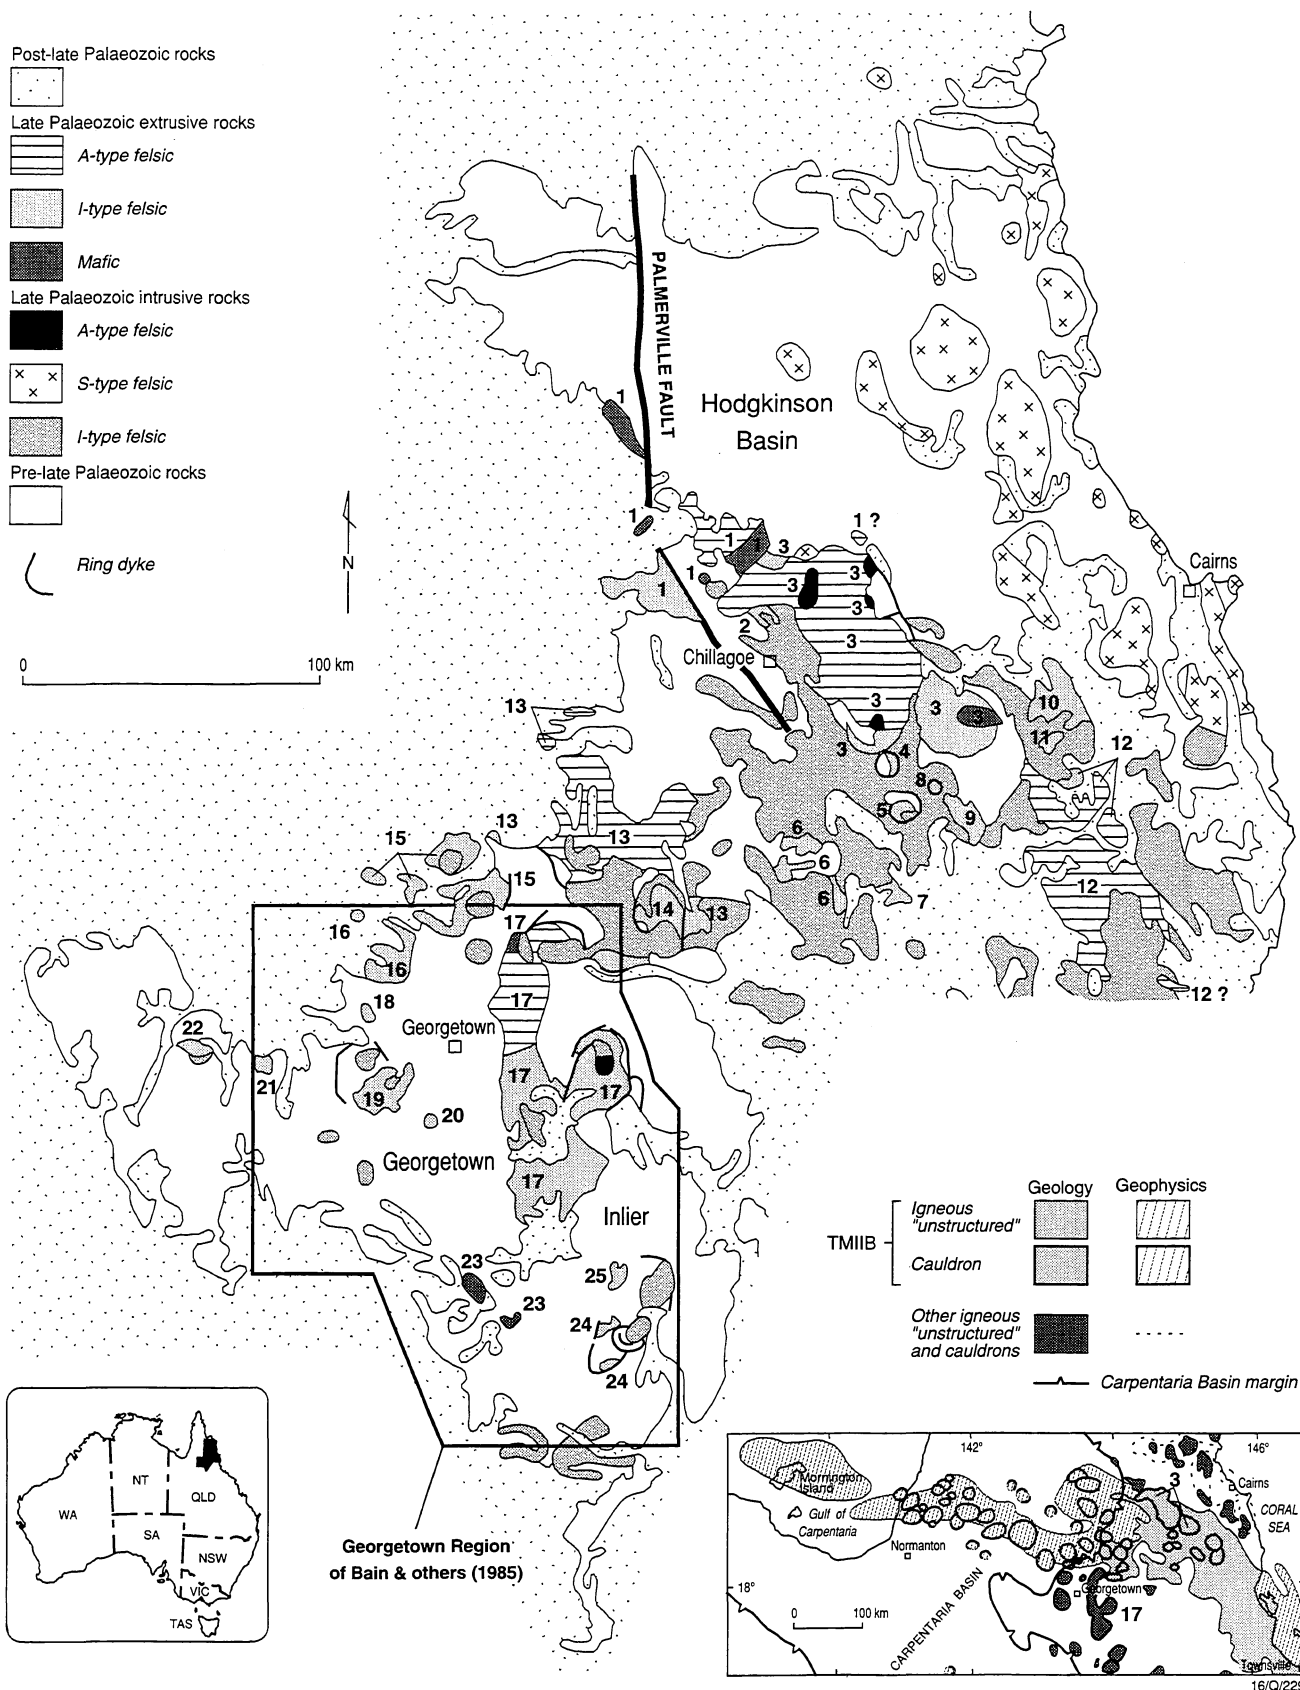 Post-late Palaeozoic rocks
Late Palaeozoic extrusive rocks
A-type felsic
I-type felsic
Mafic
Late Palaeozoic intrusive rocks
A-type felsic
S-type felsic
I-type felsic
Pre-late Palaeozoic rocks
Ring dyke
N
0 100 km
PALMERVILLE FAULT
Hodgkinson
Basin
1
1
1
1
1
1
1 ?
3
3
3
3
3
2
Chillagoe
Cairns
3
3
3
3
4
5
6
6
6
7
8
9
10
11
12
12
12 ?
13
13
13
13
14
15
15
16
16
17
17
17
17
17
18
Georgetown
19
20
21
22
Georgetown
Inlier
23
23
24
24
25
Georgetown Region
of Bain & others (1985)
Geology Geophysics
TMIIB
Igneous
"unstructured"
Cauldron
Other igneous
"unstructured"
and cauldrons
Carpentaria Basin margin
WA
NT
QLD
SA
NSW
VIC
TAS
142° 146°
Mornington
Island
Gulf of
Carpentaria
Normanton
3
Cairns
CORAL
SEA
18°
Georgetown
17
0 100 km
CARPENTARIA BASIN
Townsville
16/Q/229